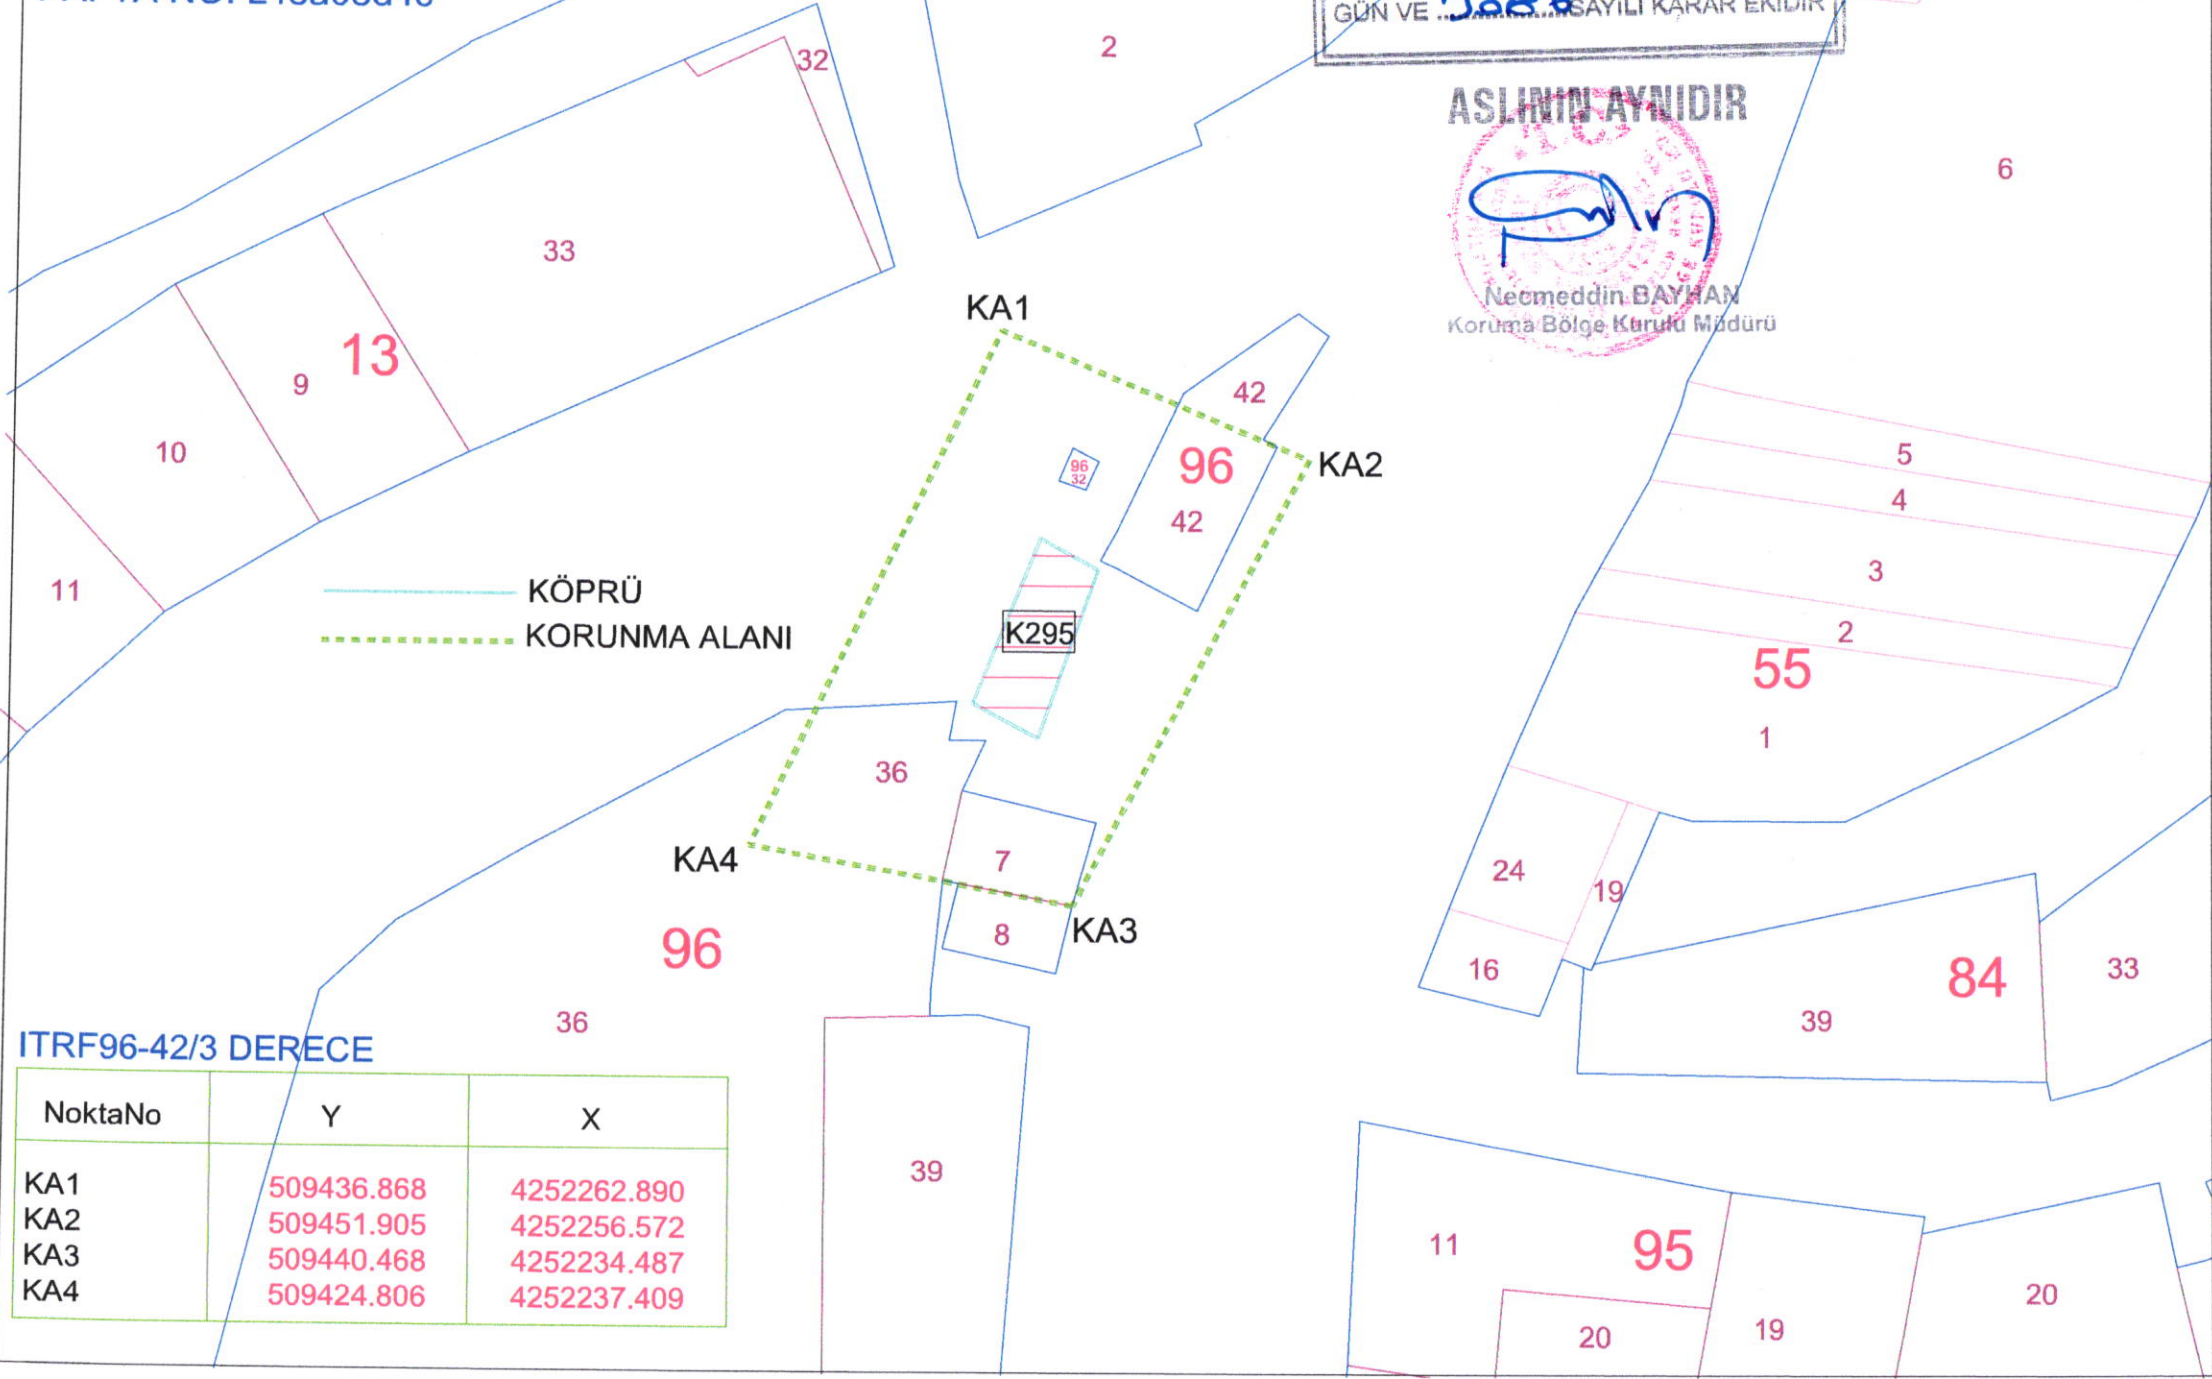 GÜN VE SAYILI KARAR EKİDİR
2
32
ASLININ AYNIDIR
T.C.
6
33
Necmeddin BAYHAN
Koruma Bölge Kurulu Müdürü
KA1
13
9
42
10
96
KA2
5
96
32
4
42
3
11
KÖPRÜ
K295
2
KORUNMA ALANI
55
1
36
7
KA4
24
19
8
KA3
96
16
84
33
39
36
ITRF96-42/3 DERECE
NoktaNo Y X
KA1 509436.868 4252262.890
KA2 509451.905 4252256.572
KA3 509440.468 4252234.487
KA4 509424.806 4252237.409
39
11
95
20
20
19